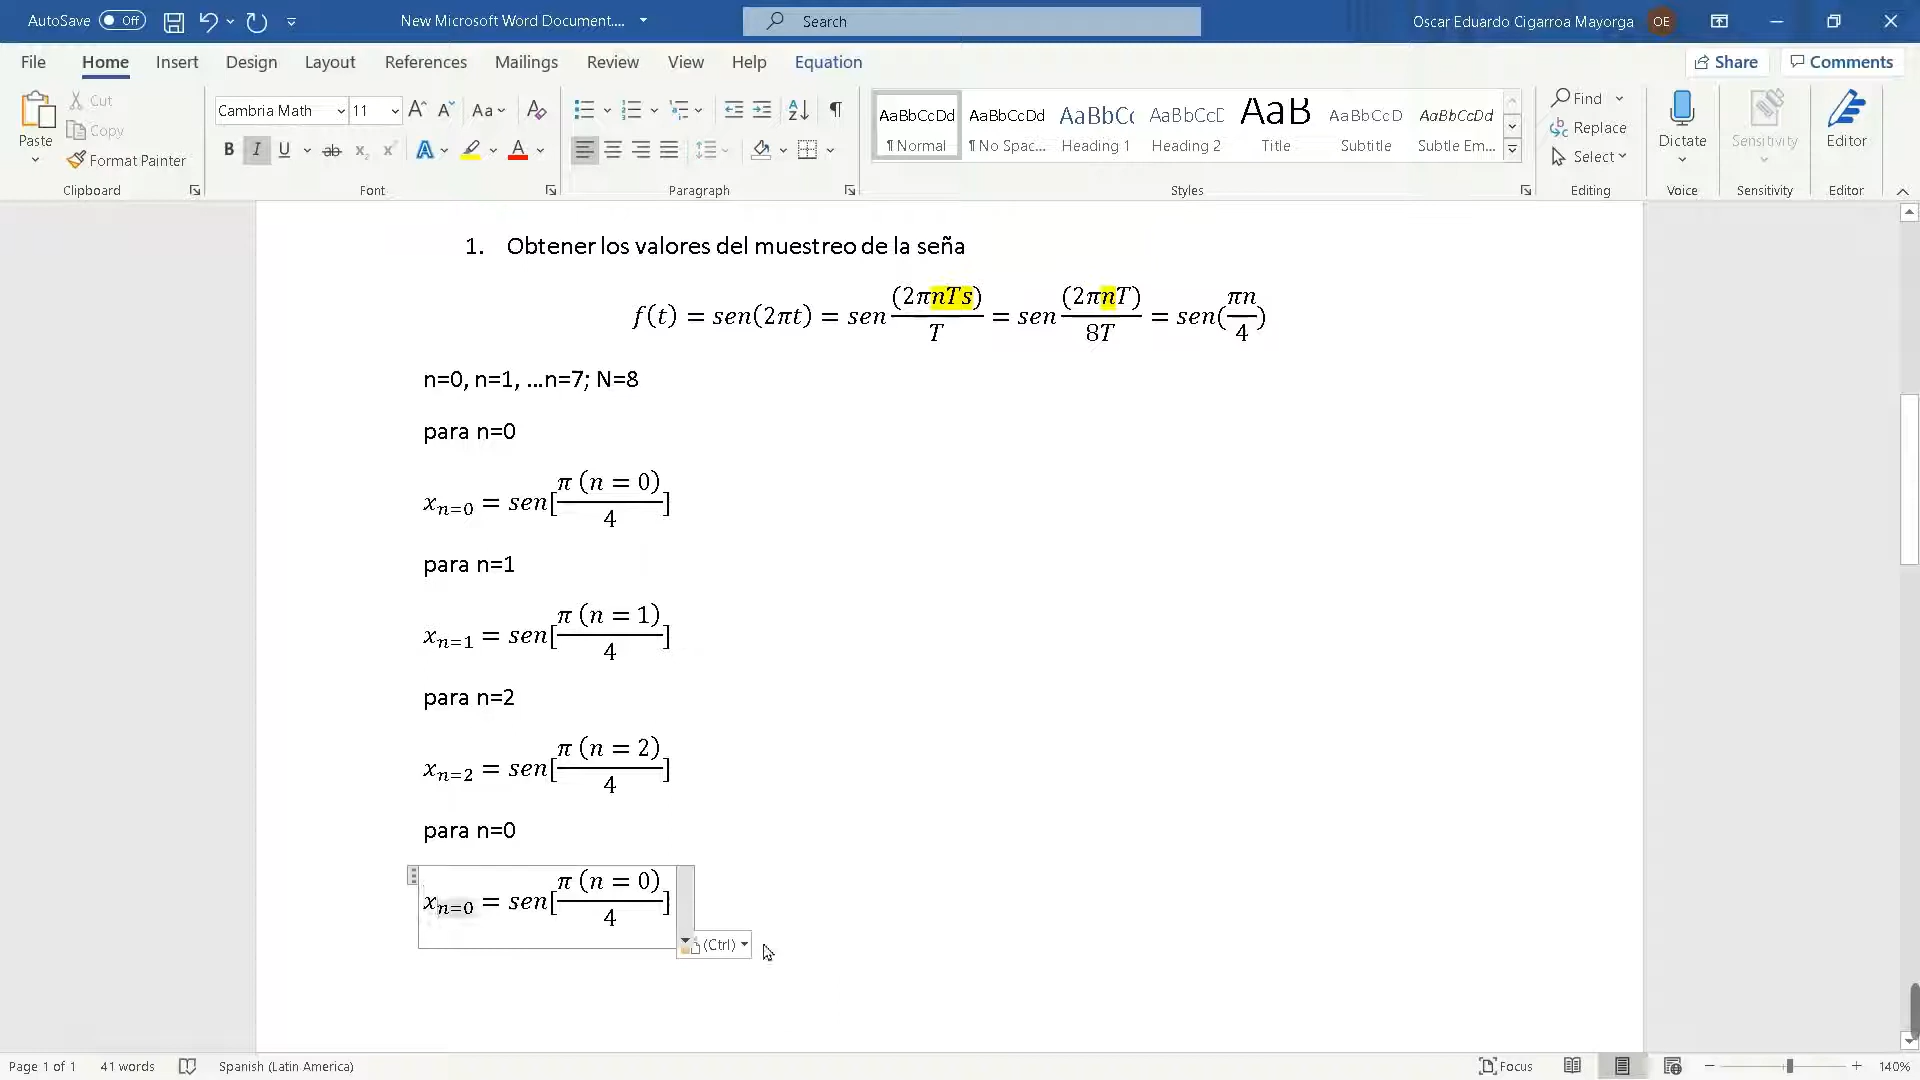 AutoSave Off New Microsoft Word Document.... Search Oscar Eduardo Cigarroa Mayorga OE
File Home Insert Design Layout References Mailings Review View Help Equation Share Comments
Cambria Math 11 Aa
Paste Cut Copy Format Painter
B I U ab x x A A
AaBbCcDd AaBbCcDd AaBbCc AaBbCcD AaB AaBbCcD AaBbCcDd
¶ Normal ¶ No Spac... Heading 1 Heading 2 Title Subtitle Subtle Em...
Find Replace Select
Dictate Sensitivity Editor
Clipboard Font Paragraph Styles Editing Voice Sensitivity Editor
1. Obtener los valores del muestreo de la seña
f(t) = sen(2πt) = sen (2πnTs)/T = sen (2πnT)/8T = sen(πn/4)
n=0, n=1, ...n=7; N=8
para n=0
x_{n=0} = sen[π (n = 0)/4]
para n=1
x_{n=1} = sen[π (n = 1)/4]
para n=2
x_{n=2} = sen[π (n = 2)/4]
para n=0
x_{n=0} = sen[π (n = 0)/4]
(Ctrl)
Page 1 of 1 41 words Spanish (Latin America) Focus 140%